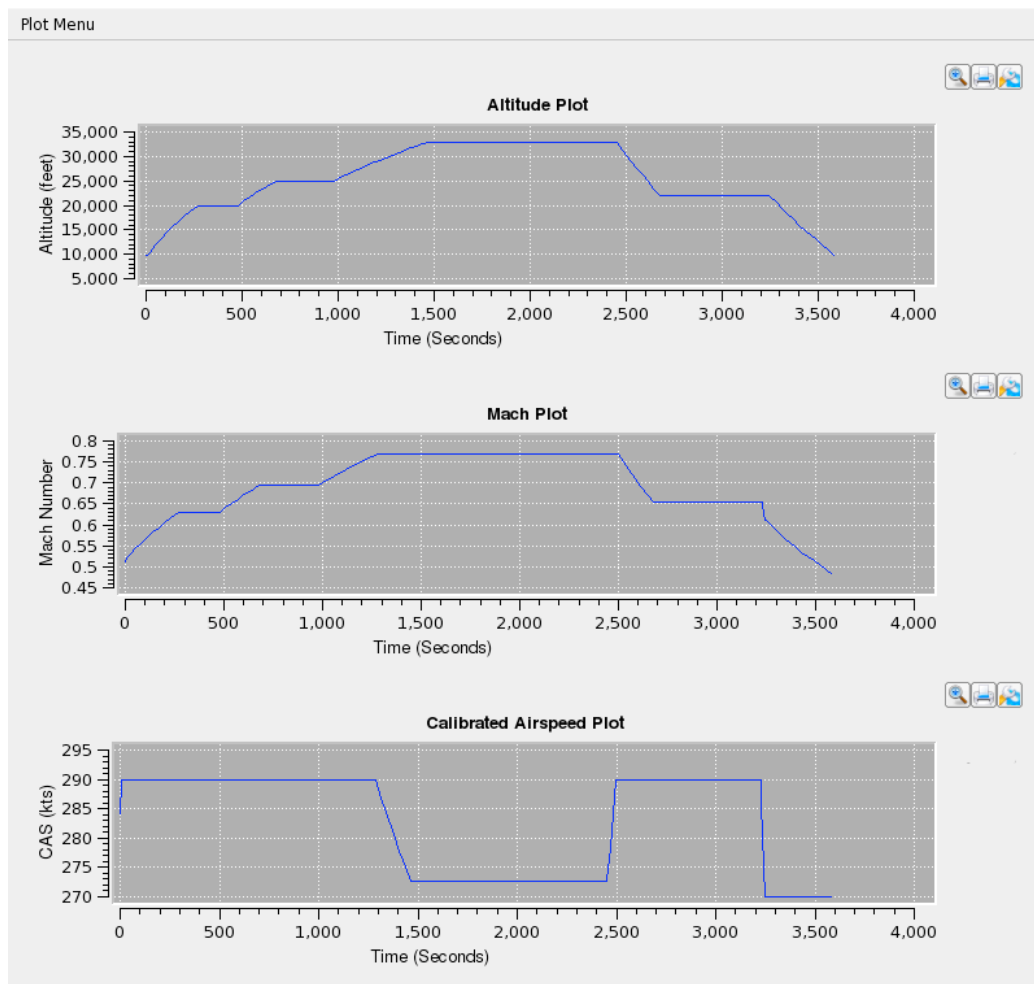 Plot Menu
Altitude Plot
35,000
30,000
25,000
20,000
15,000
10,000
5.000
Altitude (feet)
0 500 1,000 1,500 2,000 2,500 3,000 3,500 4,000
Time (Seconds)
Mach Plot
0.8
0.75
0.7
0.65
0.6
0.55
0.5
0.45
Mach Number
0 500 1,000 1,500 2,000 2,500 3,000 3,500 4,000
Time (Seconds)
Calibrated Airspeed Plot
295
290
285
280
275
270
CAS (kts)
0 500 1,000 1,500 2,000 2,500 3,000 3,500 4,000
Time (Seconds)